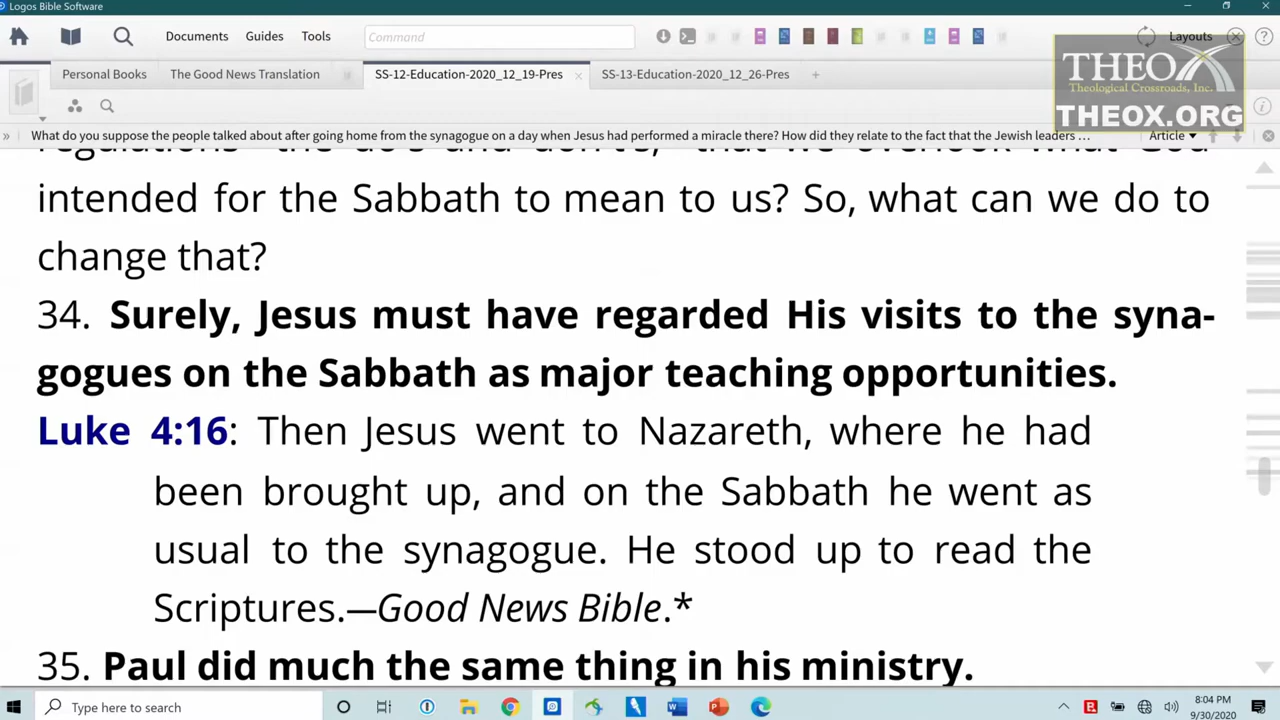 Logos Bible Software
Documents Guides Tools Command Layouts
THEOX
Theological Crossroads, Inc.
THEOX.ORG
Personal Books The Good News Translation SS-12-Education-2020_12_19-Pres SS-13-Education-2020_12_26-Pres
What do you suppose the people talked about after going home from the synagogue on a day when Jesus had performed a miracle there? How did they relate to the fact that the Jewish leaders ... Article
intended for the Sabbath to mean to us? So, what can we do to
change that?
34. Surely, Jesus must have regarded His visits to the syna-
gogues on the Sabbath as major teaching opportunities.
Luke 4:16: Then Jesus went to Nazareth, where he had
been brought up, and on the Sabbath he went as
usual to the synagogue. He stood up to read the
Scriptures.—Good News Bible.*
35. Paul did much the same thing in his ministry.
Type here to search
8:04 PM
9/30/2020